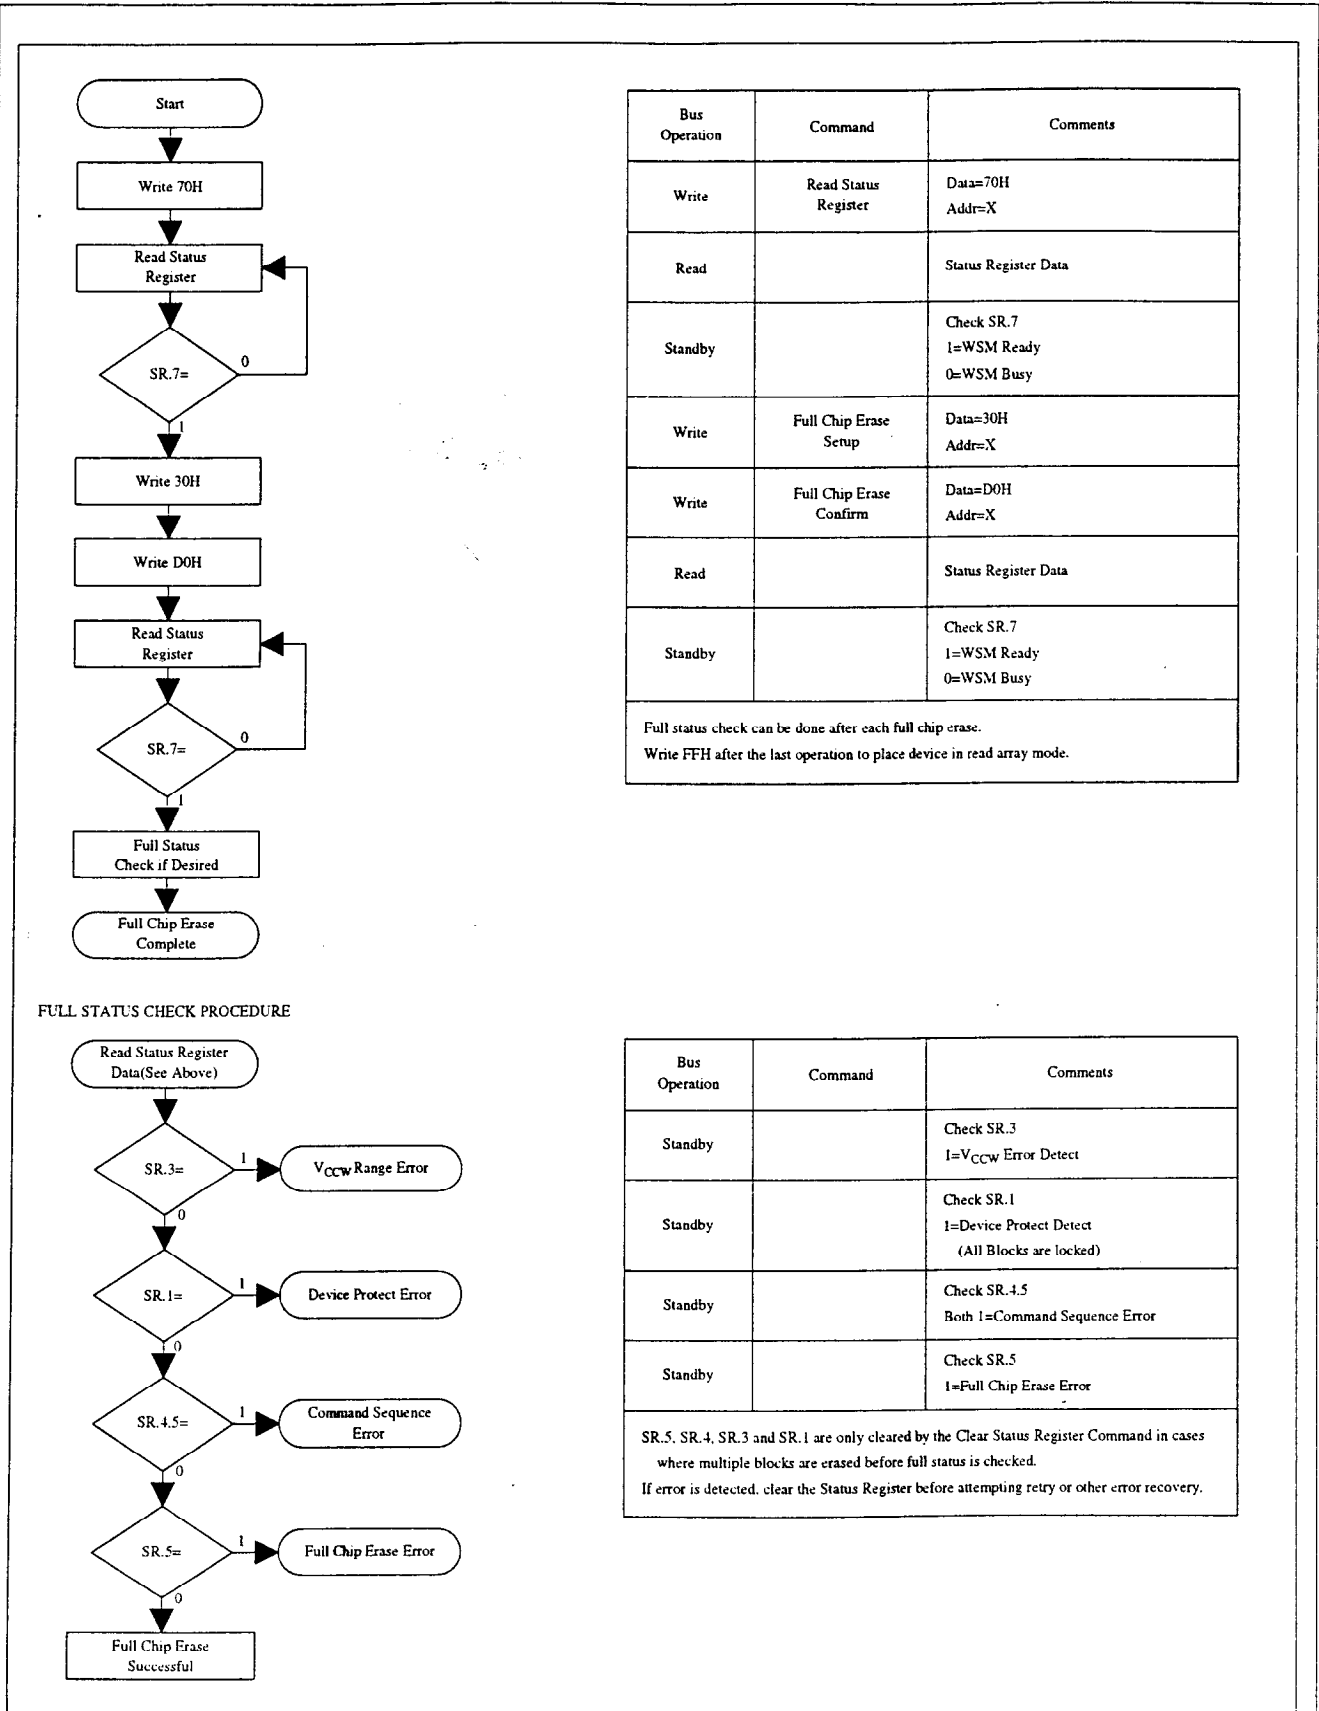 Start
Write 70H
Read Status
Register
SR.7=
0
1
Write 30H
Write D0H
Read Status
Register
SR.7=
0
1
Full Status
Check if Desired
Full Chip Erase
Complete
Bus
Operation
Command
Comments
Write
Read Status
Register
Data=70H
Addr=X
Read
Status Register Data
Standby
Check SR.7
1=WSM Ready
0=WSM Busy
Write
Full Chip Erase
Setup
Data=30H
Addr=X
Write
Full Chip Erase
Confirm
Data=D0H
Addr=X
Read
Status Register Data
Standby
Check SR.7
1=WSM Ready
0=WSM Busy
Full status check can be done after each full chip erase.
Write FFH after the last operation to place device in read array mode.
FULL STATUS CHECK PROCEDURE
Read Status Register
Data(See Above)
SR.3=
1
VCCW Range Error
0
SR.1=
1
Device Protect Error
0
SR.4.5=
1
Command Sequence
Error
0
SR.5=
1
Full Chip Erase Error
0
Full Chip Erase
Successful
Bus
Operation
Command
Comments
Standby
Check SR.3
1=VCCW Error Detect
Standby
Check SR.1
1=Device Protect Detect
(All Blocks are locked)
Standby
Check SR.4.5
Both 1=Command Sequence Error
Standby
Check SR.5
1=Full Chip Erase Error
SR.5, SR.4, SR.3 and SR.1 are only cleared by the Clear Status Register Command in cases
where multiple blocks are erased before full status is checked.
If error is detected, clear the Status Register before attempting retry or other error recovery.